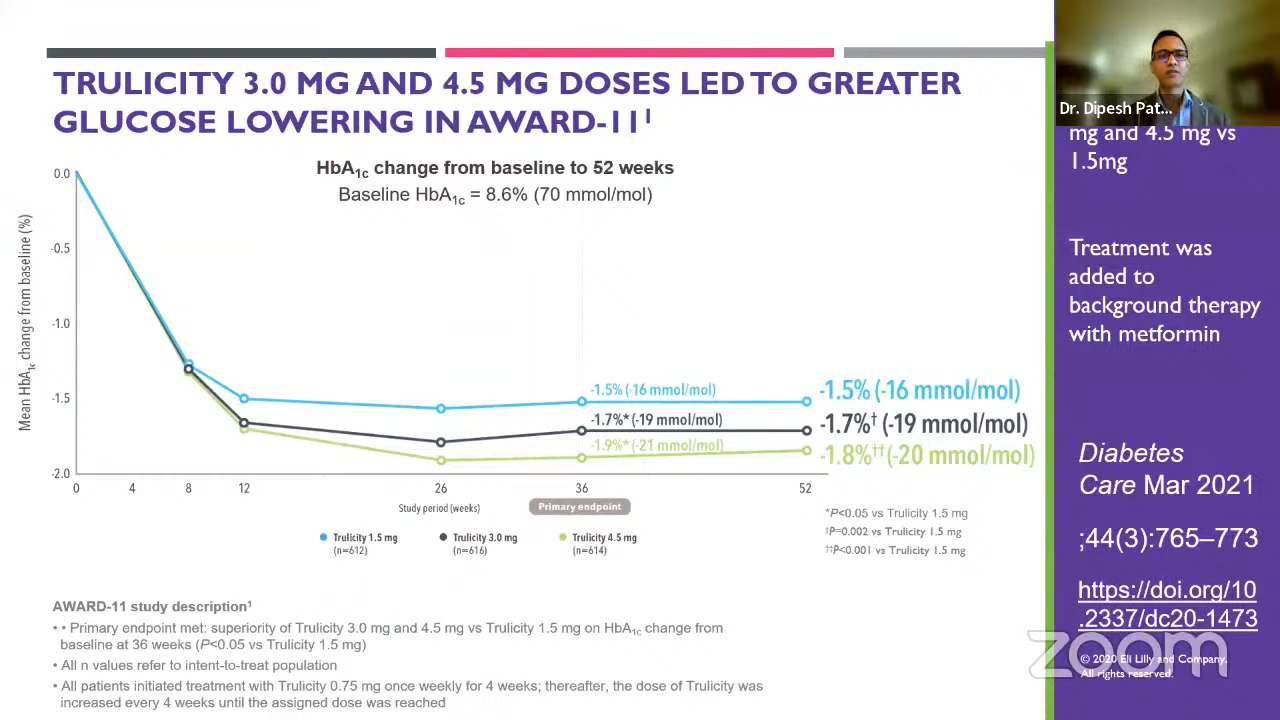 TRULICITY 3.0 MG AND 4.5 MG DOSES LED TO GREATER
GLUCOSE LOWERING IN AWARD-11¹
HbA1c change from baseline to 52 weeks
Baseline HbA1c = 8.6% (70 mmol/mol)
Mean HbA1c change from baseline (%)
0.0
-0.5
-1.0
-1.5
-2.0
-1.5% (-16 mmol/mol)
-1.7%* (-19 mmol/mol)
-1.9%* (-21 mmol/mol)
-1.5% (-16 mmol/mol)
-1.7%† (-19 mmol/mol)
-1.8%†† (-20 mmol/mol)
0 4 8 12 26 36 52
Study period (weeks)
Primary endpoint
Trulicity 1.5 mg
(n=612)
Trulicity 3.0 mg
(n=616)
Trulicity 4.5 mg
(n=614)
*P<0.05 vs Trulicity 1.5 mg
†P=0.002 vs Trulicity 1.5 mg
††P<0.001 vs Trulicity 1.5 mg
AWARD-11 study description¹
• • Primary endpoint met: superiority of Trulicity 3.0 mg and 4.5 mg vs Trulicity 1.5 mg on HbA1c change from
baseline at 36 weeks (P<0.05 vs Trulicity 1.5 mg)
• All n values refer to intent-to-treat population
• All patients initiated treatment with Trulicity 0.75 mg once weekly for 4 weeks; thereafter, the dose of Trulicity was
increased every 4 weeks until the assigned dose was reached
Dr. Dipesh Pat...
mg and 4.5 mg vs
1.5mg
Treatment was
added to
background therapy
with metformin
Diabetes
Care Mar 2021
;44(3):765–773
https://doi.org/10
.2337/dc20-1473
zoom
© 2020 Eli Lilly and Company.
All rights reserved.